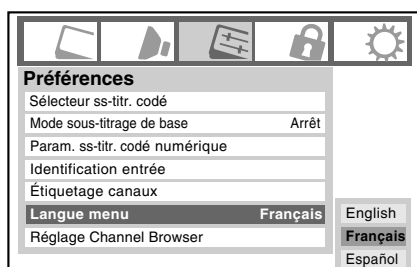 Préférences
Sélecteur ss-titr. codé
Mode sous-titrage de base Arrêt
Param. ss-titr. codé numérique
Identification entrée
Étiquetage canaux
Langue menu Français
Réglage Channel Browser
English
Français
Español